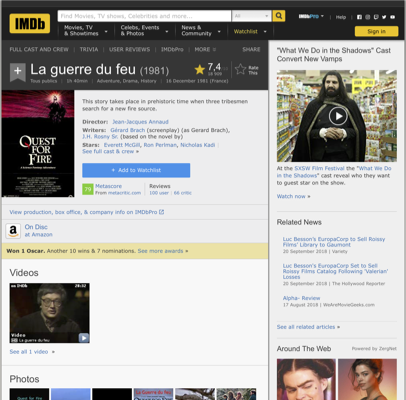 IMDb
Find Movies, TV shows, Celebrities and more...
All
IMDbPro
Help
Movies, TV
& Showtimes
Celebs, Events
& Photos
News &
Community
Watchlist
Sign in
FULL CAST AND CREW | TRIVIA | USER REVIEWS | IMDbPro | MORE
SHARE
La guerre du feu (1981)
7,4
Rate
This
Tous publics | 1h 40min | Adventure, Drama, History | 16 December 1981 (France)
QUEST
FOR
FIRE
This story takes place in prehistoric time when three tribesmen
search for a new fire source.
Director: Jean-Jacques Annaud
Writers: Gérard Brach (screenplay) (as Gerard Brach),
J.H. Rosny Sr. (based on novel by)
Stars: Everett McGill, Ron Perlman, Nicholas Kadi
See full cast & crew »
+ Add to Watchlist
79
Metascore
From metacritic.com
Reviews
100 user | 66 critic
View production, box office, & company info on IMDbPro
a
On Disc
at Amazon
Won 1 Oscar. Another 10 wins & 7 nominations. See more awards »
Videos
on IMDb
Video
La guerre du feu
See all 1 video »
Photos
"What We Do in the Shadows" Cast
Convert New Vamps
At the SXSW Film Festival the "What We
Do in the Shadows" cast reveal who they
want to guest star on the show.
Watch now »
Related News
Luc Besson's EuropaCorp to Sell Roissy
Films' Library to Gaumont
20 September 2018 | Variety
Luc Besson's EuropaCorp Set to Sell
Roissy Films Catalog Following 'Valerian'
Losses
20 September 2018 | The Hollywood Reporter
Alpha- Review
17 August 2018 | WeAreMovieGeeks.com
See all related articles »
Around The Web
Powered by ZergNet